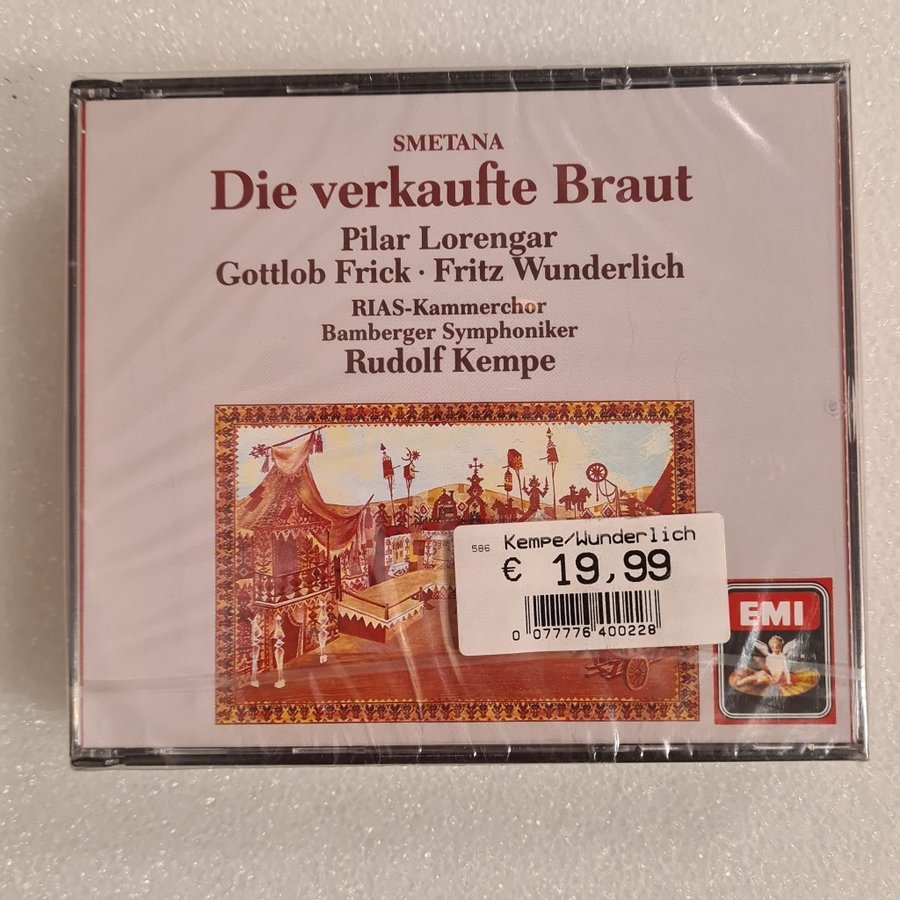 SMETANA
Die verkaufte Braut
Pilar Lorengar
Gottlob Frick · Fritz Wunderlich
RIAS-Kammerchor
Bamberger Symphoniker
Rudolf Kempe
586 Kempe/Wunderlich
€ 19,99
0 077776 400228
EMI